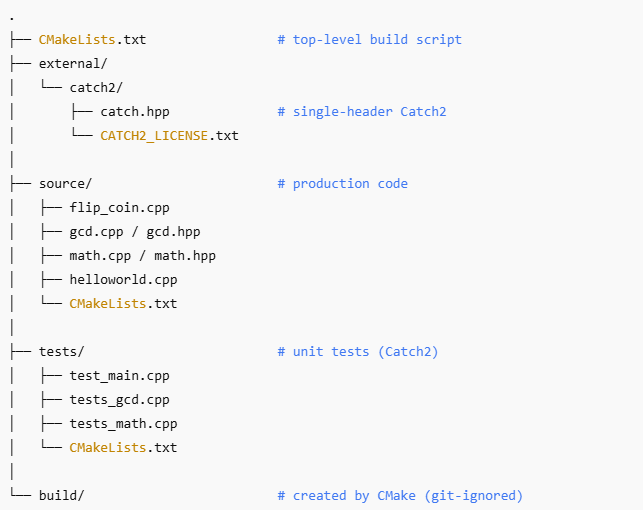 .
├── CMakeLists.txt                 # top-level build script
├── external/
│   └── catch2/
│       ├── catch.hpp              # single-header Catch2
│       └── CATCH2_LICENSE.txt
│
├── source/                        # production code
│   ├── flip_coin.cpp
│   ├── gcd.cpp / gcd.hpp
│   ├── math.cpp / math.hpp
│   ├── helloworld.cpp
│   └── CMakeLists.txt
│
├── tests/                         # unit tests (Catch2)
│   ├── test_main.cpp
│   ├── tests_gcd.cpp
│   ├── tests_math.cpp
│   └── CMakeLists.txt
│
└── build/                         # created by CMake (git-ignored)